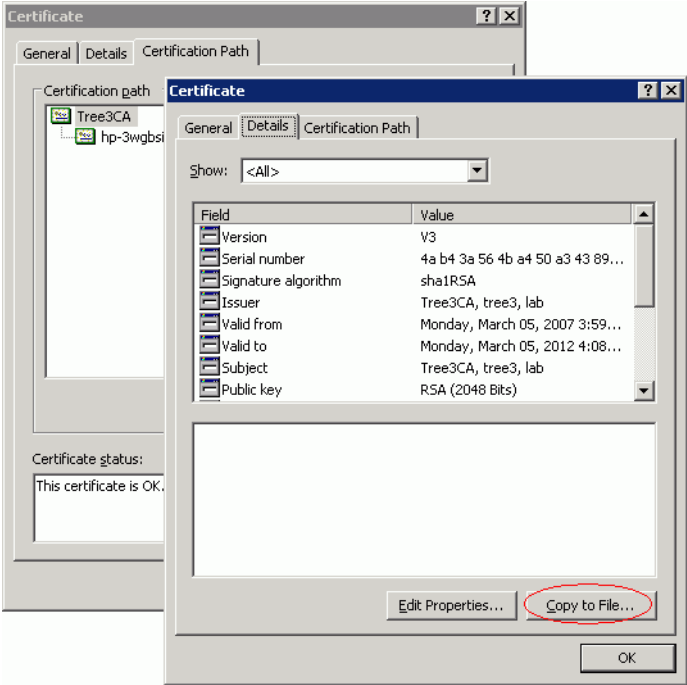 Certificate
General Details Certification Path
Certification path
Tree3CA
hp-3wgbsi
Certificate status:
This certificate is OK.
Certificate
General Details Certification Path
Show: <All>
Field Value
Version V3
Serial number 4a b4 3a 56 4b a4 50 a3 43 89...
Signature algorithm sha1RSA
Issuer Tree3CA, tree3, lab
Valid from Monday, March 05, 2007 3:59...
Valid to Monday, March 05, 2012 4:08...
Subject Tree3CA, tree3, lab
Public key RSA (2048 Bits)
Edit Properties... Copy to File...
OK